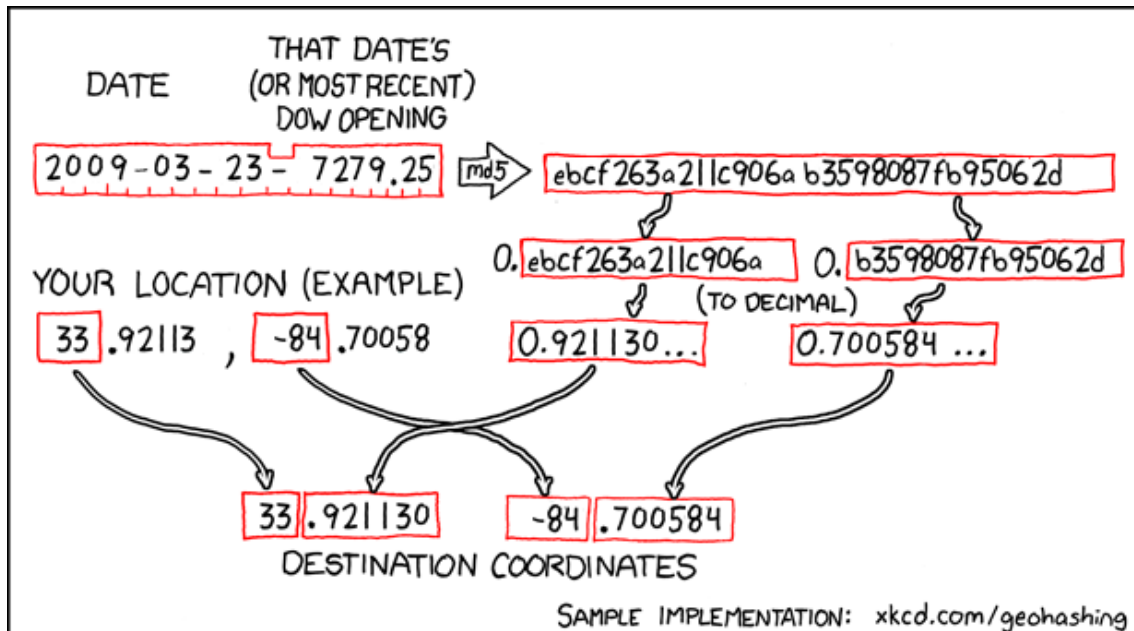 DATE
THAT DATE'S
(OR MOST RECENT)
DOW OPENING
2009-03-23-7279.25
md5
ebcf263a211c906ab3598087fb95062d
0.ebcf263a211c906a
0.b3598087fb95062d
(TO DECIMAL)
0.921130...
0.700584...
YOUR LOCATION (EXAMPLE)
33.92113, -84.70058
33.921130 -84.700584
DESTINATION COORDINATES
SAMPLE IMPLEMENTATION: xkcd.com/geohashing